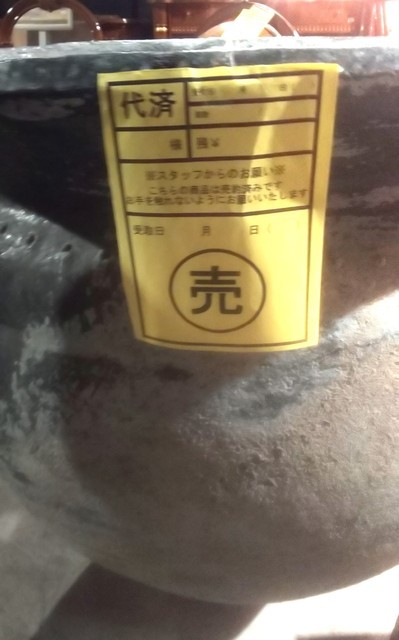 代済
様
※スタッフからのお願い※
こちらの商品は売約済みです
お手を触れないようにお願いいたします
受取日 月 日
売